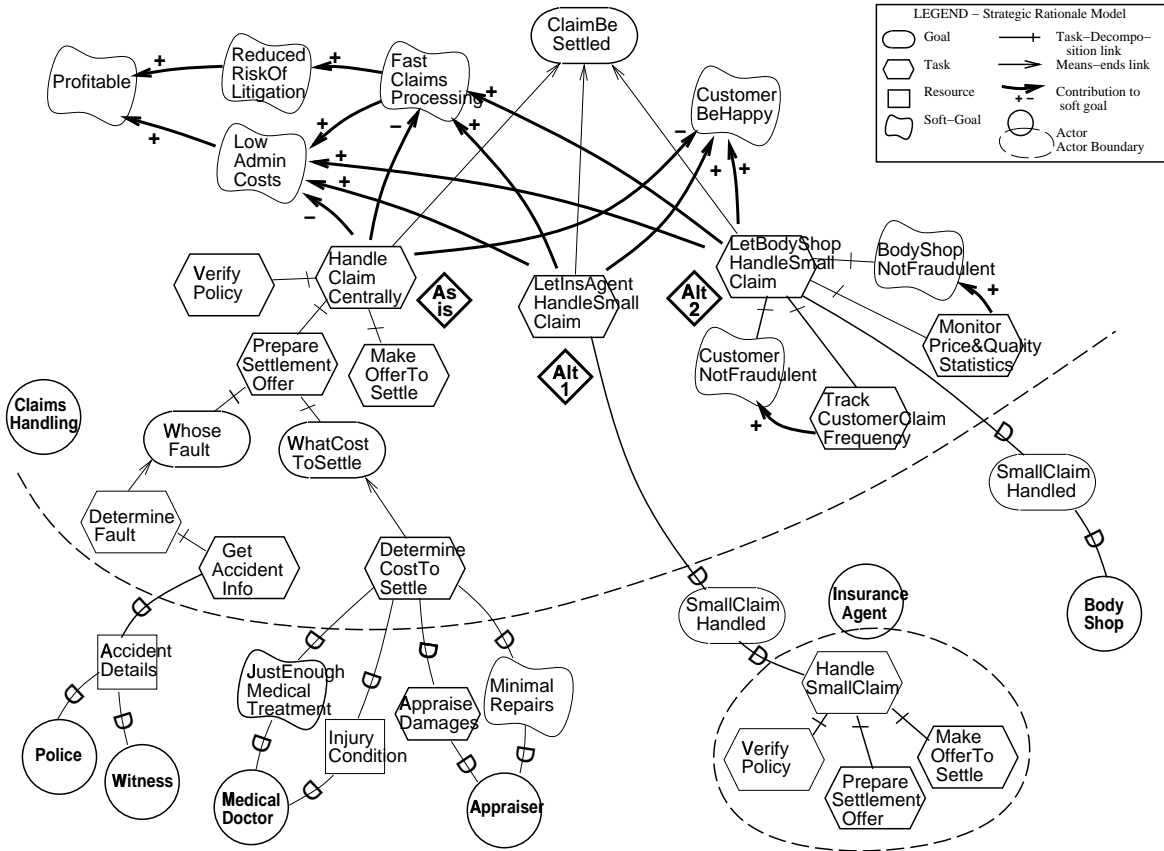 LEGEND – Strategic Rationale Model
Goal
Task
Resource
Soft–Goal
Task–Decompo–
sition link
Means–ends link
Contribution to
soft goal
+ –
Actor
Actor Boundary
ClaimBe
Settled
Profitable
Reduced
RiskOf
Litigation
Fast
Claims
Processing
Customer
BeHappy
Low
Admin
Costs
+
+
+
+
–
+
+
–
+
+
+
+
–
Verify
Policy
Handle
Claim
Centrally
As
is
LetInsAgent
HandleSmall
Claim
Alt
1
Alt
2
LetBodyShop
HandleSmall
Claim
BodyShop
NotFraudulent
+
Monitor
Price&Quality
Statistics
Prepare
Settlement
Offer
Make
OfferTo
Settle
Customer
NotFraudulent
+
Track
CustomerClaim
Frequency
Claims
Handling
Whose
Fault
WhatCost
ToSettle
SmallClaim
Handled
Determine
Fault
Get
Accident
Info
Determine
CostTo
Settle
SmallClaim
Handled
Insurance
Agent
Body
Shop
Accident
Details
JustEnough
Medical
Treatment
Injury
Condition
Appraise
Damages
Minimal
Repairs
Handle
SmallClaim
Verify
Policy
Prepare
Settlement
Offer
Make
OfferTo
Settle
Police
Witness
Medical
Doctor
Appraiser